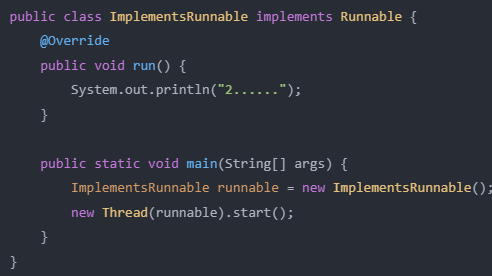 public class ImplementsRunnable implements Runnable {
    @Override
    public void run() {
        System.out.println("2......");
    }

    public static void main(String[] args) {
        ImplementsRunnable runnable = new ImplementsRunnable();
        new Thread(runnable).start();
    }
}